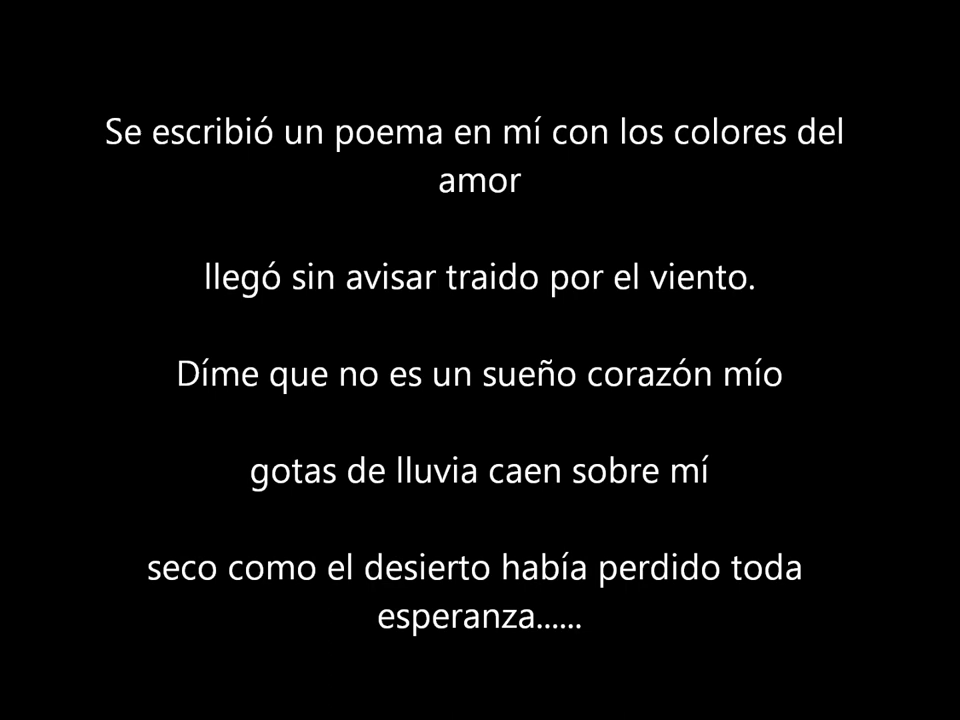 Se escribió un poema en mí con los colores del
amor
llegó sin avisar traido por el viento.
Díme que no es un sueño corazón mío
gotas de lluvia caen sobre mí
seco como el desierto había perdido toda
esperanza......